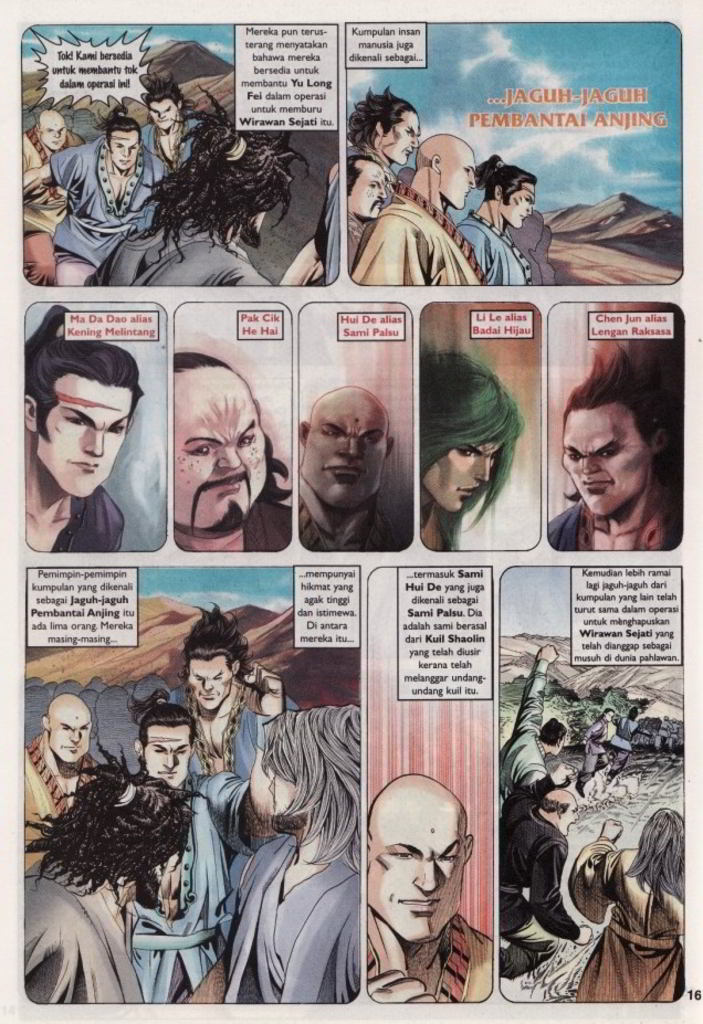 Tok! Kami bersedia
untuk membantu tok
dalam operasi ini!
Mereka pun terus-
terang menyatakan
bahawa mereka
bersedia untuk
membantu Yu Long
Fei dalam operasi
untuk memburu
Wirawan Sejati itu.
Kumpulan insan
manusia juga
dikenali sebagai...
...JAGUH-JAGUH
PEMBANTAI ANJING
Ma Da Dao alias
Kening Melintang
Pak Cik
He Hai
Hui De alias
Sami Palsu
Li Le alias
Badai Hijau
Chen Jun alias
Lengan Raksasa
Pemimpin-pemimpin
kumpulan yang dikenali
sebagai Jaguh-jaguh
Pembantai Anjing itu
ada lima orang. Mereka
masing-masing...
...mempunyai
hikmat yang
agak tinggi
dan istimewa.
Di antara
mereka itu...
...termasuk Sami
Hui De yang juga
dikenali sebagai
Sami Palsu. Dia
adalah sami berasal
dari Kuil Shaolin
yang telah diusir
kerana telah
melanggar undang-
undang kuil itu.
Kemudian lebih ramai
lagi jaguh-jaguh dari
kumpulan yang lain telah
turut sama dalam operasi
untuk menghapuskan
Wirawan Sejati yang
telah dianggap sebagai
musuh di dunia pahlawan.
16